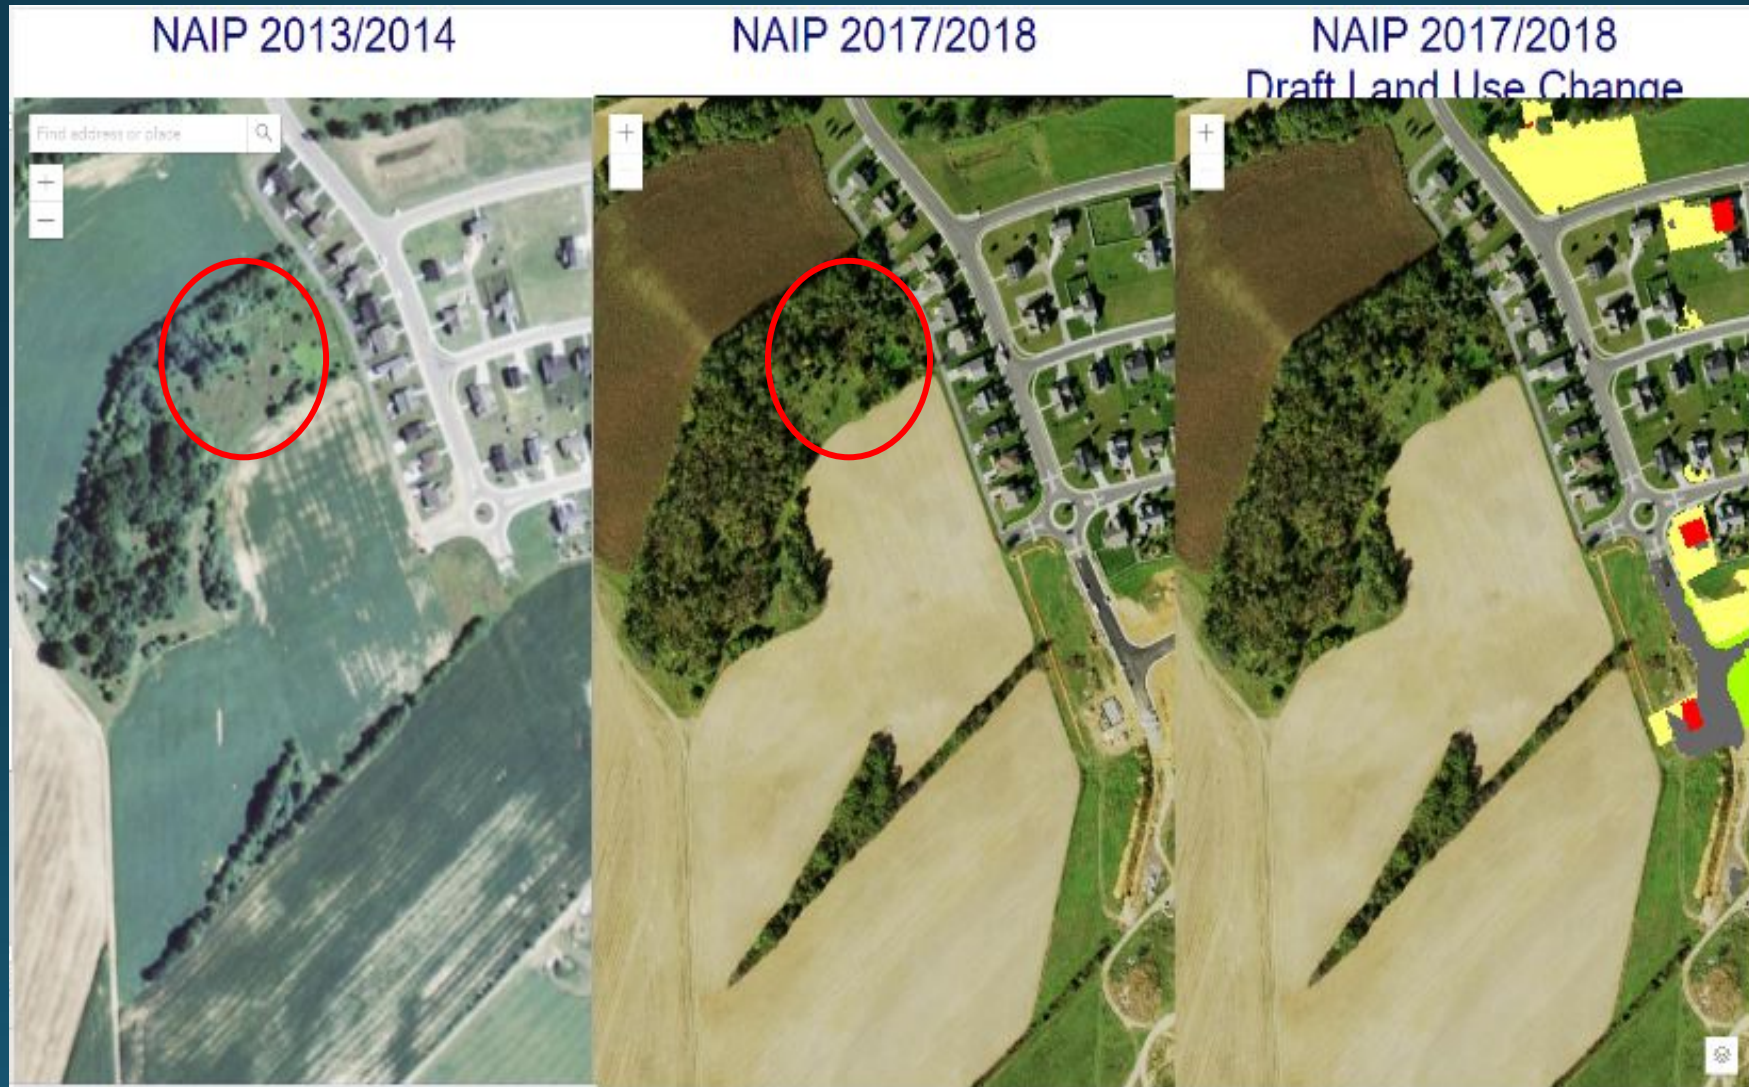 NAIP 2013/2014
NAIP 2017/2018
NAIP 2017/2018
Draft Land Use Change
Find address or place
+
−
+
+